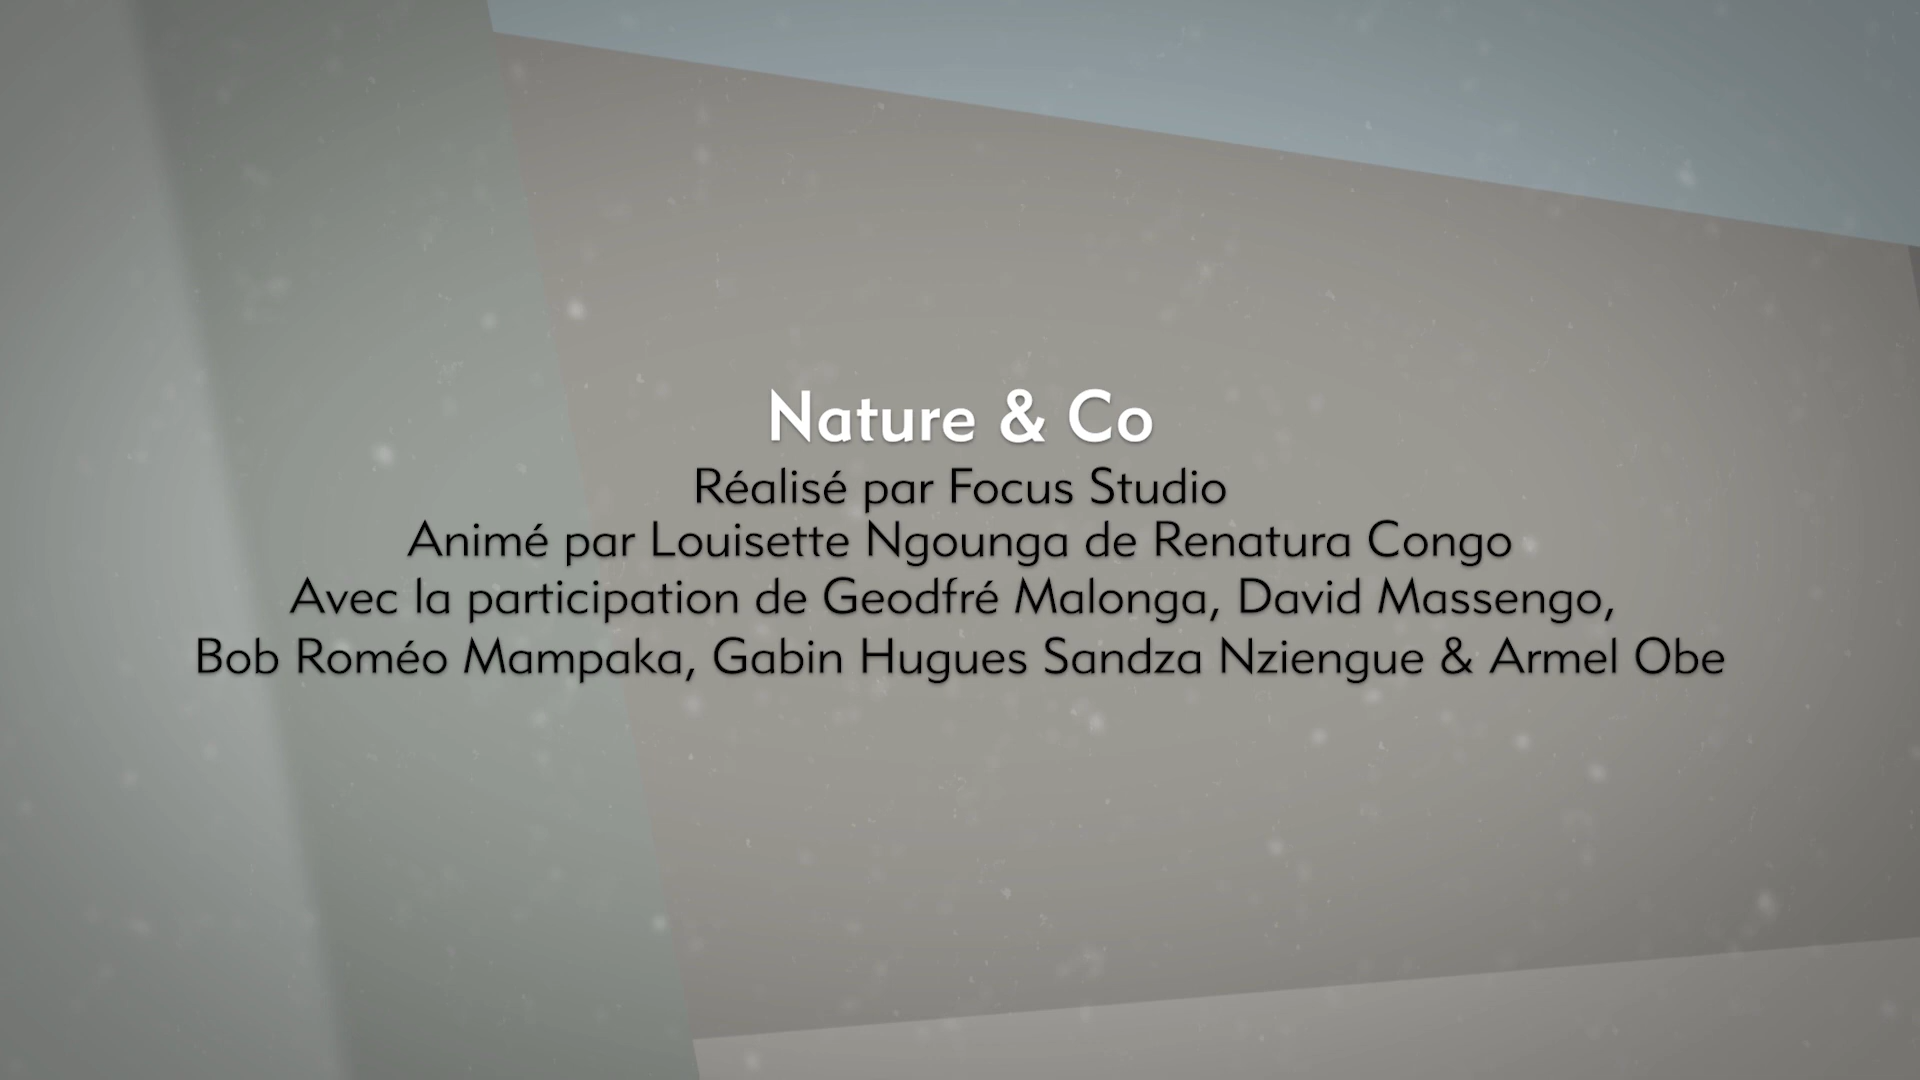 Nature & Co
Réalisé par Focus Studio
Animé par Louisette Ngounga de Renatura Congo
Avec la participation de Geodfré Malonga, David Massengo,
Bob Roméo Mampaka, Gabin Hugues Sandza Nziengue & Armel Obe